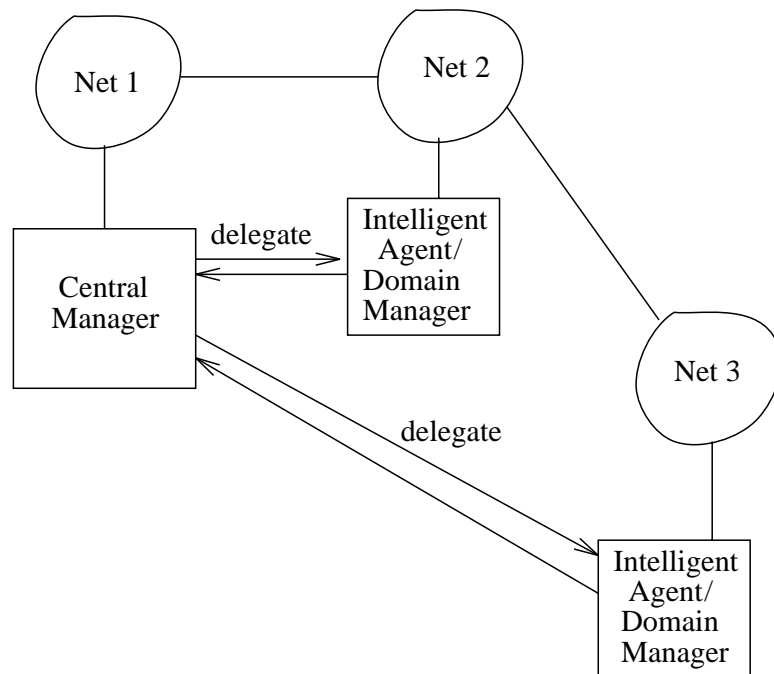 Net 1
Net 2
delegate
Intelligent
Agent/
Domain
Manager
Central
Manager
Net 3
delegate
Intelligent
Agent/
Domain
Manager